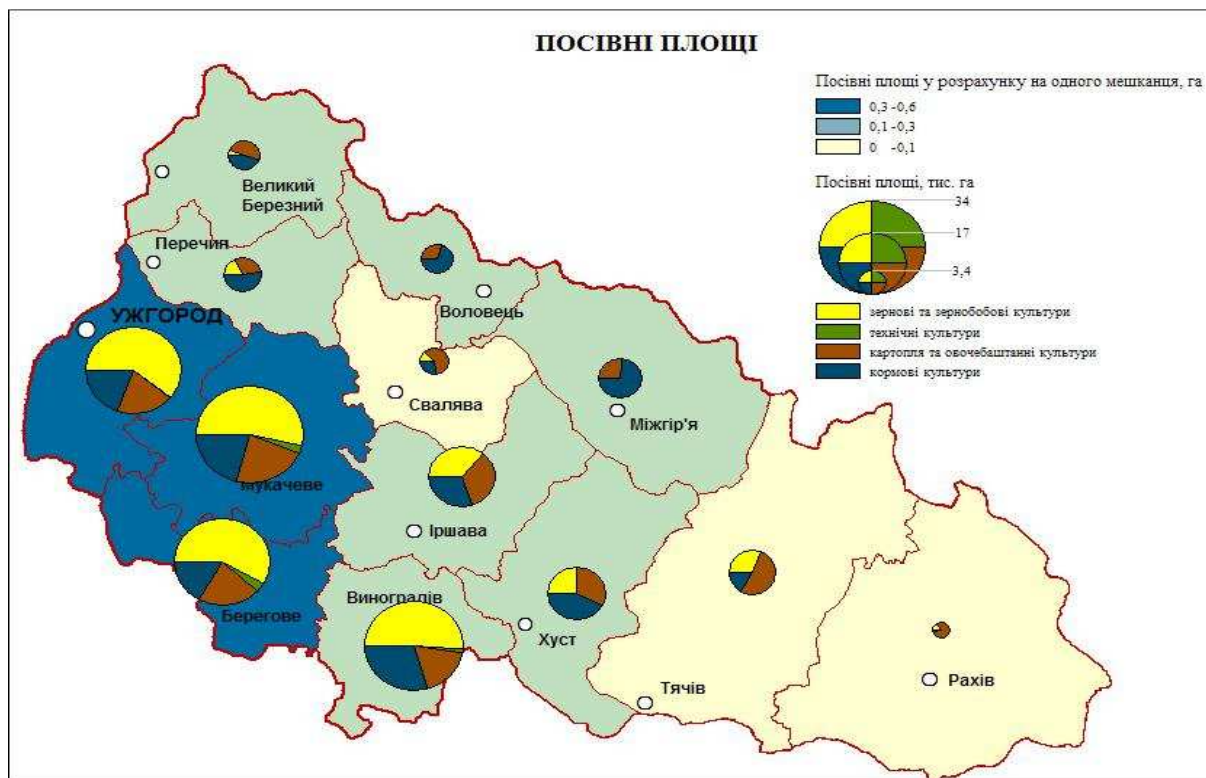 ПОСІВНІ ПЛОЩІ
Посівні площі у розрахунку на одного мешканця, га
0,3 -0,6
0,1 -0,3
0 -0,1
Посівні площі, тис. га
34
17
3,4
зернові та зернобобові культури
технічні культури
картопля та овочебаштанні культури
кормові культури
Великий
Березний
Перечин
УЖГОРОД
Воловець
Свалява
Міжгір'я
Мукачеве
Іршава
Берегове
Виноградів
Хуст
Тячів
Рахів